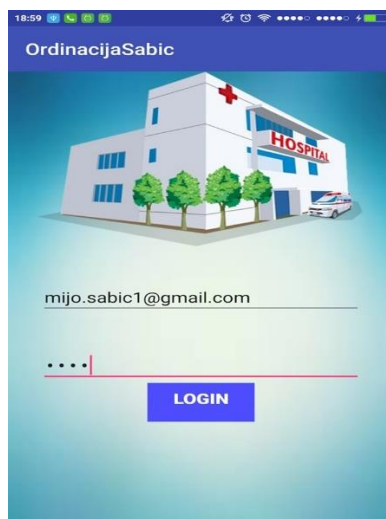 18:59
OrdinacijaSabic
HOSPITAL
mijo.sabic1@gmail.com
••••
LOGIN